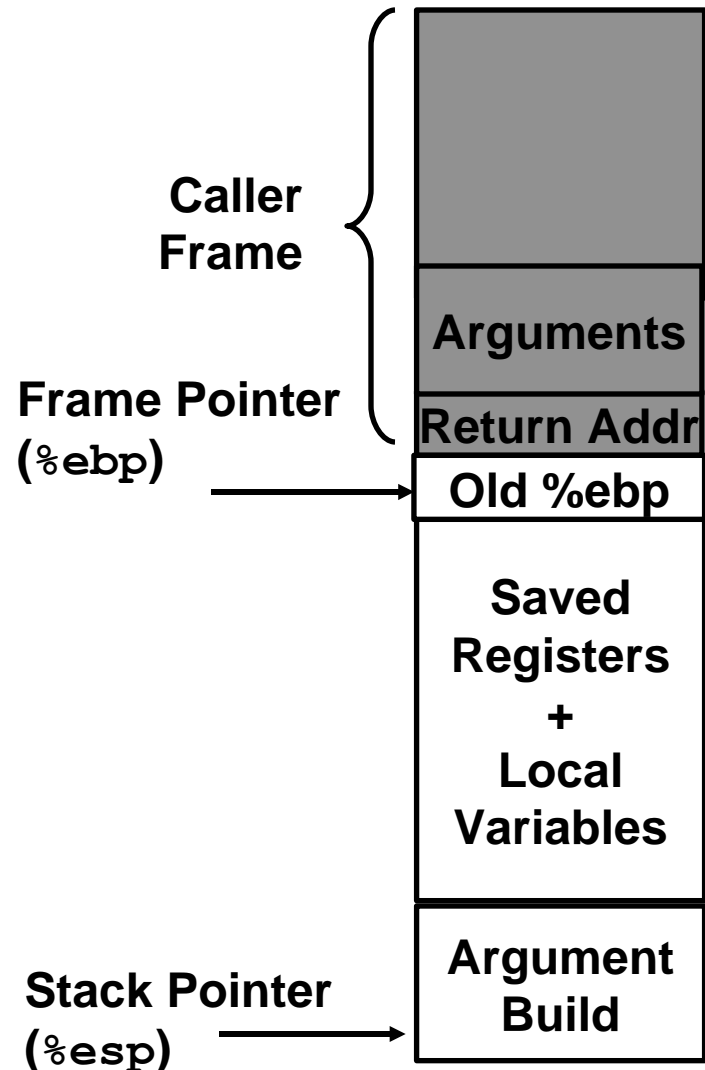 Caller
Frame
Arguments
Frame Pointer
(%ebp)
Return Addr
Old %ebp
Saved
Registers
+
Local
Variables
Argument
Build
Stack Pointer
(%esp)